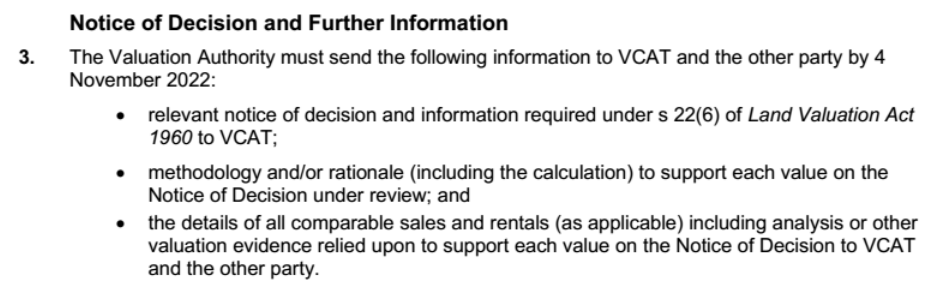 Notice of Decision and Further Information
3. The Valuation Authority must send the following information to VCAT and the other party by 4
November 2022:
• relevant notice of decision and information required under s 22(6) of Land Valuation Act
1960 to VCAT;
• methodology and/or rationale (including the calculation) to support each value on the
Notice of Decision under review; and
• the details of all comparable sales and rentals (as applicable) including analysis or other
valuation evidence relied upon to support each value on the Notice of Decision to VCAT
and the other party.